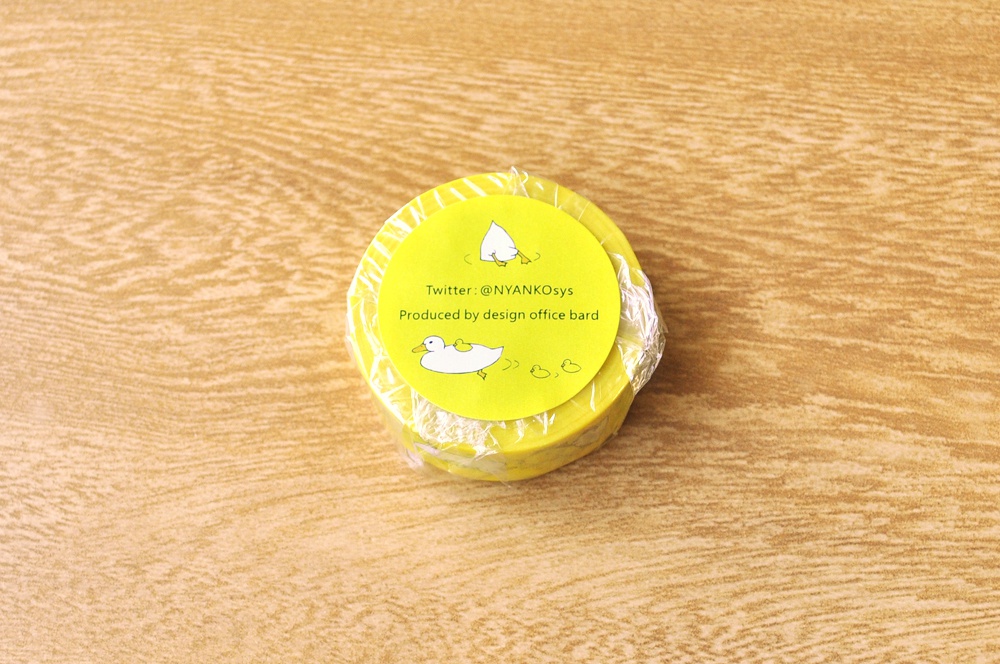 Twitter : @NYANKOsys
Produced by design office bard